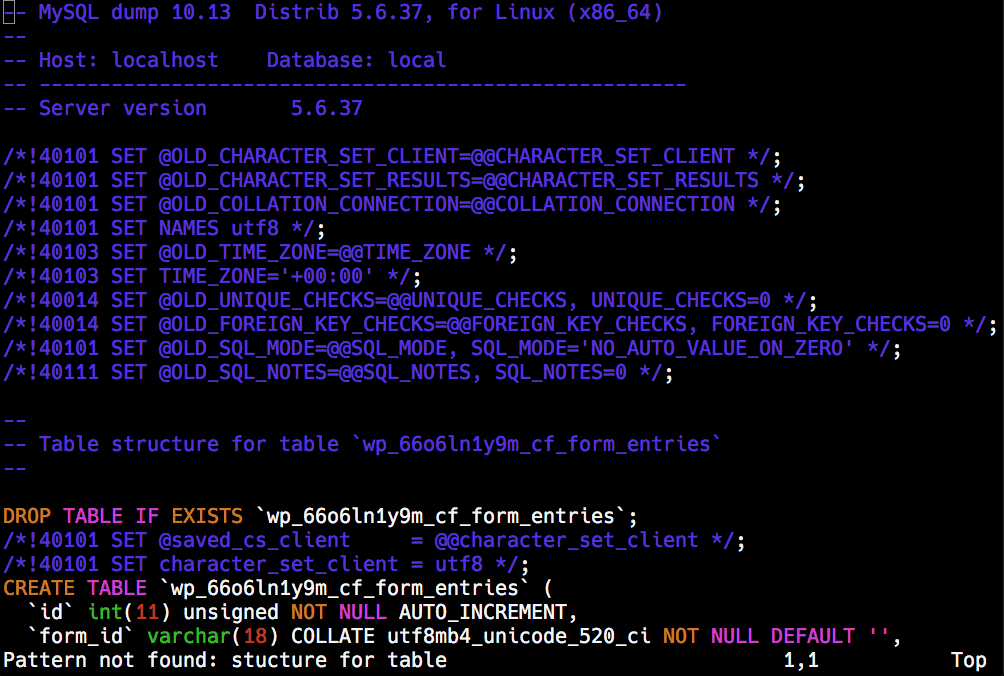 -- MySQL dump 10.13  Distrib 5.6.37, for Linux (x86_64)
--
-- Host: localhost    Database: local
-- ------------------------------------------------------
-- Server version       5.6.37

/*!40101 SET @OLD_CHARACTER_SET_CLIENT=@@CHARACTER_SET_CLIENT */;
/*!40101 SET @OLD_CHARACTER_SET_RESULTS=@@CHARACTER_SET_RESULTS */;
/*!40101 SET @OLD_COLLATION_CONNECTION=@@COLLATION_CONNECTION */;
/*!40101 SET NAMES utf8 */;
/*!40103 SET @OLD_TIME_ZONE=@@TIME_ZONE */;
/*!40103 SET TIME_ZONE='+00:00' */;
/*!40014 SET @OLD_UNIQUE_CHECKS=@@UNIQUE_CHECKS, UNIQUE_CHECKS=0 */;
/*!40014 SET @OLD_FOREIGN_KEY_CHECKS=@@FOREIGN_KEY_CHECKS, FOREIGN_KEY_CHECKS=0 */;
/*!40101 SET @OLD_SQL_MODE=@@SQL_MODE, SQL_MODE='NO_AUTO_VALUE_ON_ZERO' */;
/*!40111 SET @OLD_SQL_NOTES=@@SQL_NOTES, SQL_NOTES=0 */;

--
-- Table structure for table `wp_66o6ln1y9m_cf_form_entries`
--

DROP TABLE IF EXISTS `wp_66o6ln1y9m_cf_form_entries`;
/*!40101 SET @saved_cs_client     = @@character_set_client */;
/*!40101 SET character_set_client = utf8 */;
CREATE TABLE `wp_66o6ln1y9m_cf_form_entries` (
  `id` int(11) unsigned NOT NULL AUTO_INCREMENT,
  `form_id` varchar(18) COLLATE utf8mb4_unicode_520_ci NOT NULL DEFAULT '',
Pattern not found: stucture for table                            1,1           Top